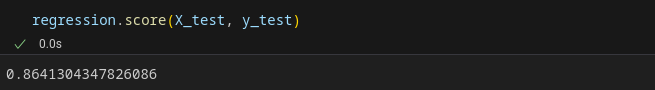 regression.score(X_test, y_test)
0.0s
0.8641304347826086